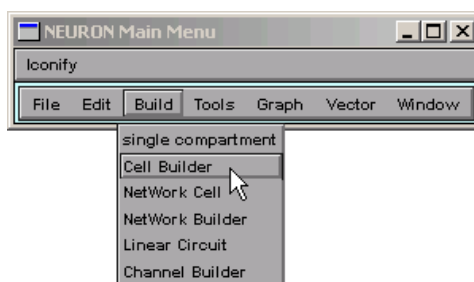 NEURON Main Menu
Iconify
File Edit Build Tools Graph Vector Window
single compartment
Cell Builder
NetWork Cell
NetWork Builder
Linear Circuit
Channel Builder